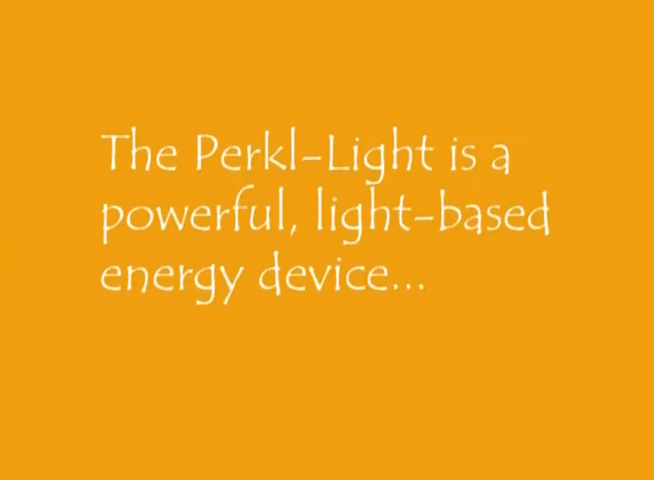 The Perkl-Light is a
powerful, light-based
energy device...